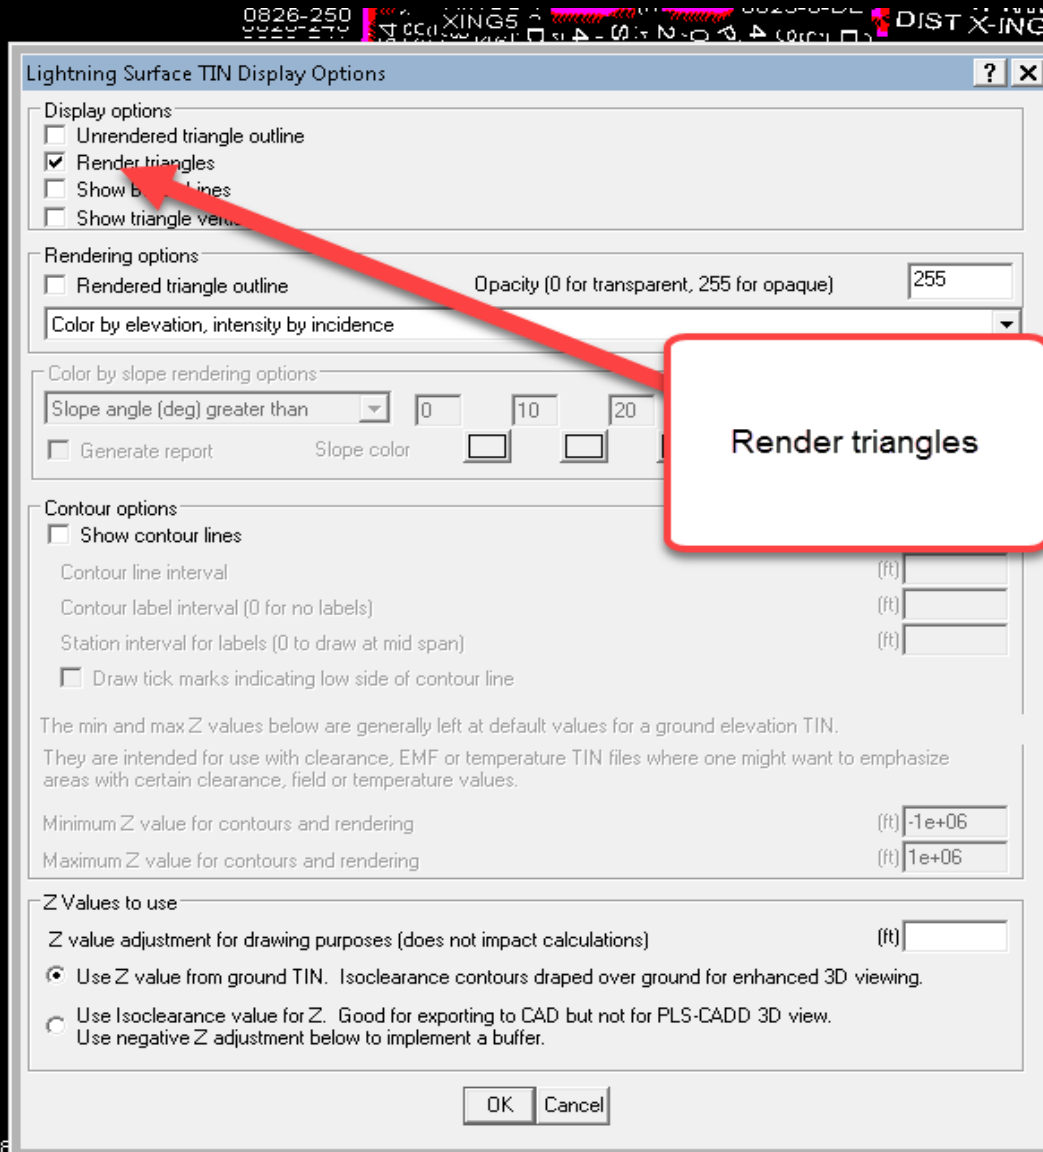 0826-250
XING5
DIST X-ING
0826-240
Lightning Surface TIN Display Options
Display options
Unrendered triangle outline
Render triangles
Show
Show triangle
Rendering options
Rendered triangle outline
Opacity (0 for transparent, 255 for opaque)
255
Color by elevation, intensity by incidence
Color by slope rendering options
Slope angle (deg) greater than
0
10
20
Generate report
Slope color
Render triangles
Contour options
Show contour lines
Contour line interval
(ft)
Contour label interval (0 for no labels)
(ft)
Station interval for labels (0 to draw at mid span)
(ft)
Draw tick marks indicating low side of contour line
The min and max Z values below are generally left at default values for a ground elevation TIN.
They are intended for use with clearance, EMF or temperature TIN files where one might want to emphasize
areas with certain clearance, field or temperature values.
Minimum Z value for contours and rendering
(ft) -1e+06
Maximum Z value for contours and rendering
(ft) 1e+06
Z Values to use
Z value adjustment for drawing purposes (does not impact calculations)
(ft)
Use Z value from ground TIN. Isoclearance contours draped over ground for enhanced 3D viewing.
Use Isoclearance value for Z. Good for exporting to CAD but not for PLS-CADD 3D view.
Use negative Z adjustment below to implement a buffer.
OK
Cancel